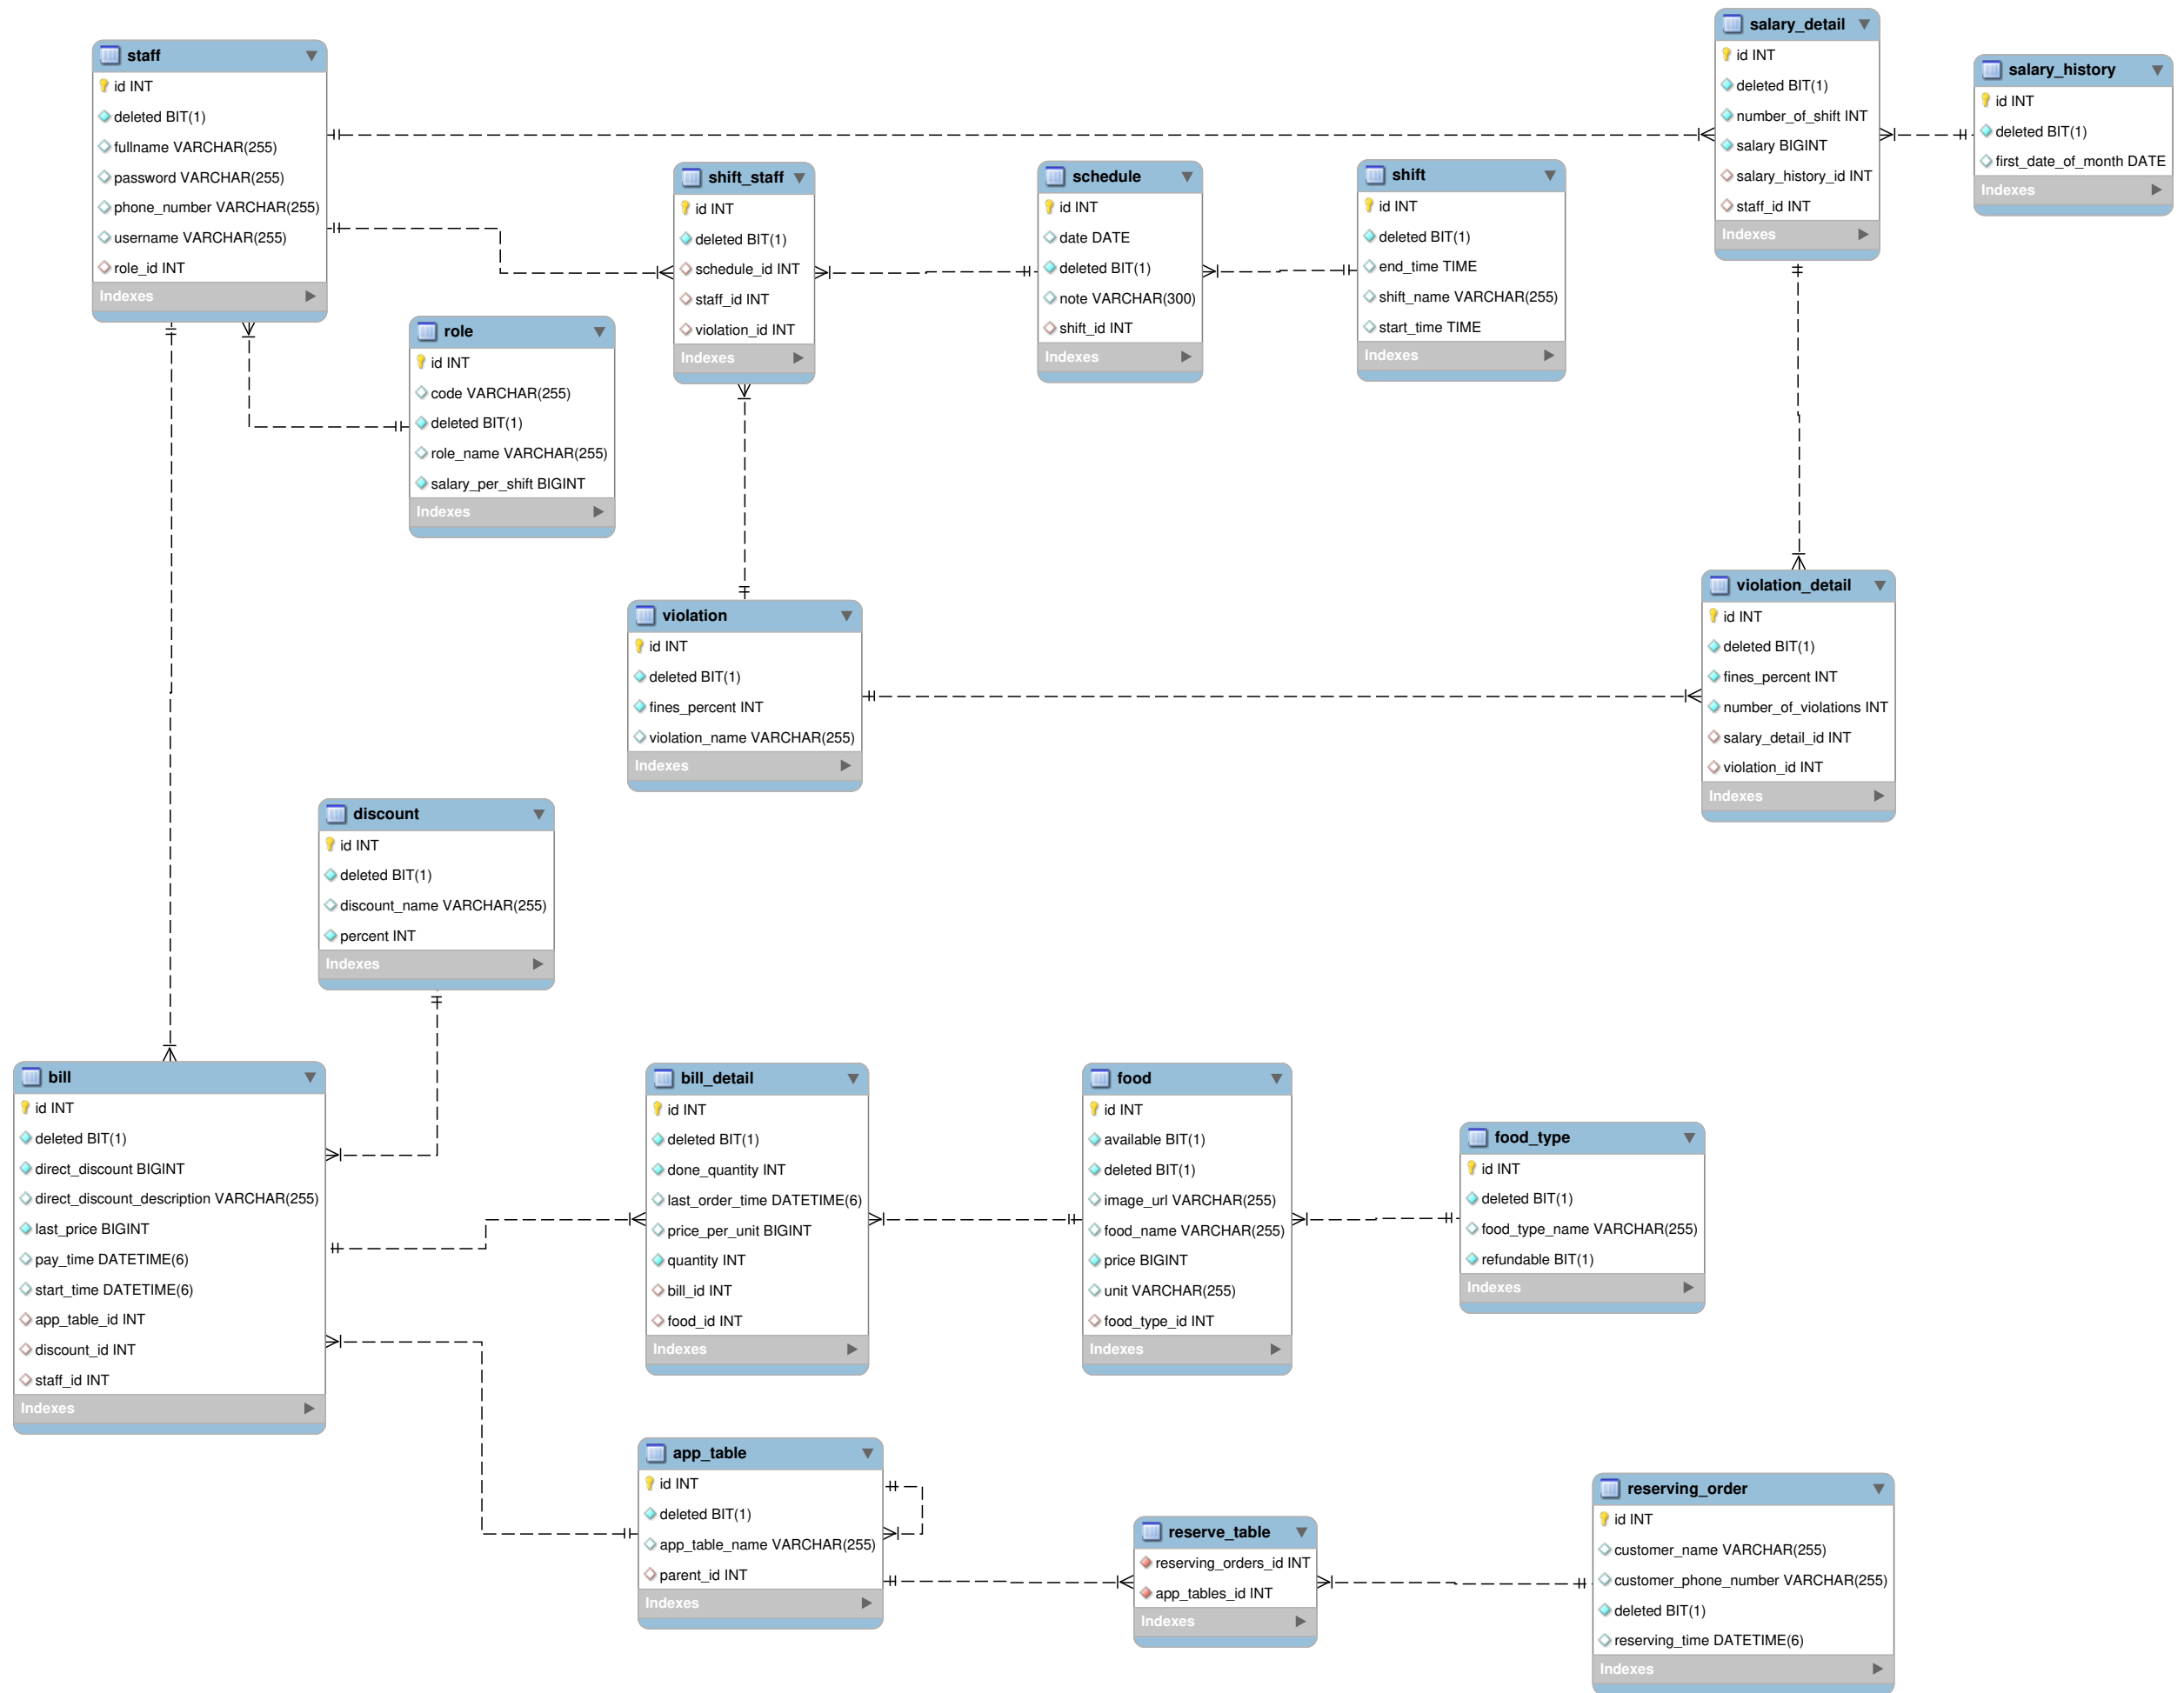 staff
id INT
deleted BIT(1)
fullname VARCHAR(255)
password VARCHAR(255)
phone_number VARCHAR(255)
username VARCHAR(255)
role_id INT
Indexes
salary_detail
id INT
deleted BIT(1)
number_of_shift INT
salary BIGINT
salary_history_id INT
staff_id INT
Indexes
salary_history
id INT
deleted BIT(1)
first_date_of_month DATE
Indexes
shift_staff
id INT
deleted BIT(1)
schedule_id INT
staff_id INT
violation_id INT
Indexes
schedule
id INT
date DATE
deleted BIT(1)
note VARCHAR(300)
shift_id INT
Indexes
shift
id INT
deleted BIT(1)
end_time TIME
shift_name VARCHAR(255)
start_time TIME
Indexes
role
id INT
code VARCHAR(255)
deleted BIT(1)
role_name VARCHAR(255)
salary_per_shift BIGINT
Indexes
violation
id INT
deleted BIT(1)
fines_percent INT
violation_name VARCHAR(255)
Indexes
violation_detail
id INT
deleted BIT(1)
fines_percent INT
number_of_violations INT
salary_detail_id INT
violation_id INT
Indexes
discount
id INT
deleted BIT(1)
discount_name VARCHAR(255)
percent INT
Indexes
bill
id INT
deleted BIT(1)
direct_discount BIGINT
direct_discount_description VARCHAR(255)
last_price BIGINT
pay_time DATETIME(6)
start_time DATETIME(6)
app_table_id INT
discount_id INT
staff_id INT
Indexes
bill_detail
id INT
deleted BIT(1)
done_quantity INT
last_order_time DATETIME(6)
price_per_unit BIGINT
quantity INT
bill_id INT
food_id INT
Indexes
food
id INT
available BIT(1)
deleted BIT(1)
image_url VARCHAR(255)
food_name VARCHAR(255)
price BIGINT
unit VARCHAR(255)
food_type_id INT
Indexes
food_type
id INT
deleted BIT(1)
food_type_name VARCHAR(255)
refundable BIT(1)
Indexes
app_table
id INT
deleted BIT(1)
app_table_name VARCHAR(255)
parent_id INT
Indexes
reserve_table
reserving_orders_id INT
app_tables_id INT
Indexes
reserving_order
id INT
customer_name VARCHAR(255)
customer_phone_number VARCHAR(255)
deleted BIT(1)
reserving_time DATETIME(6)
Indexes